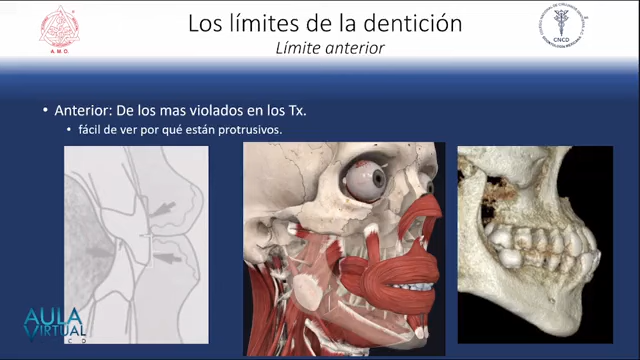 Los límites de la dentición
Límite anterior
A.M.O.
CNCD
• Anterior: De los mas violados en los Tx.
• fácil de ver por qué están protrusivos.
AULA
VIRTUAL